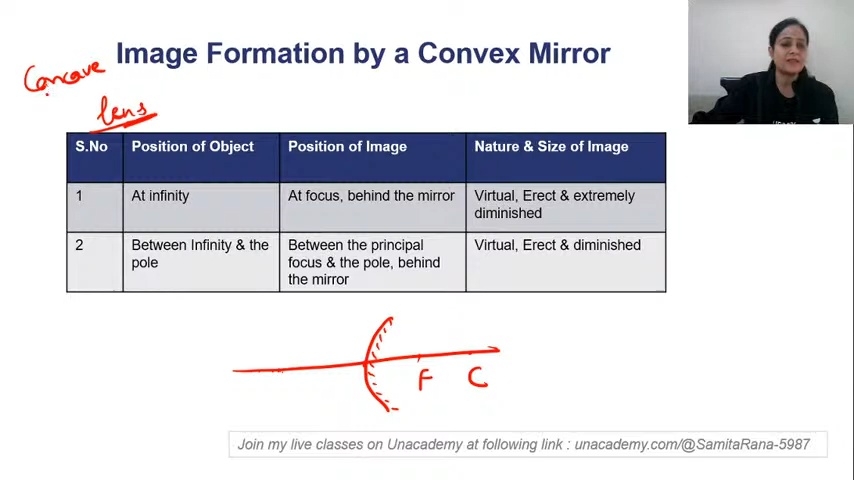 Image Formation by a Convex Mirror
Concave
lens
S.No Position of Object Position of Image Nature & Size of Image
1 At infinity At focus, behind the mirror Virtual, Erect & extremely
diminished
2 Between Infinity & the Between the principal Virtual, Erect & diminished
pole focus & the pole, behind
the mirror
F C
Join my live classes on Unacademy at following link : unacademy.com/@SamitaRana-5987